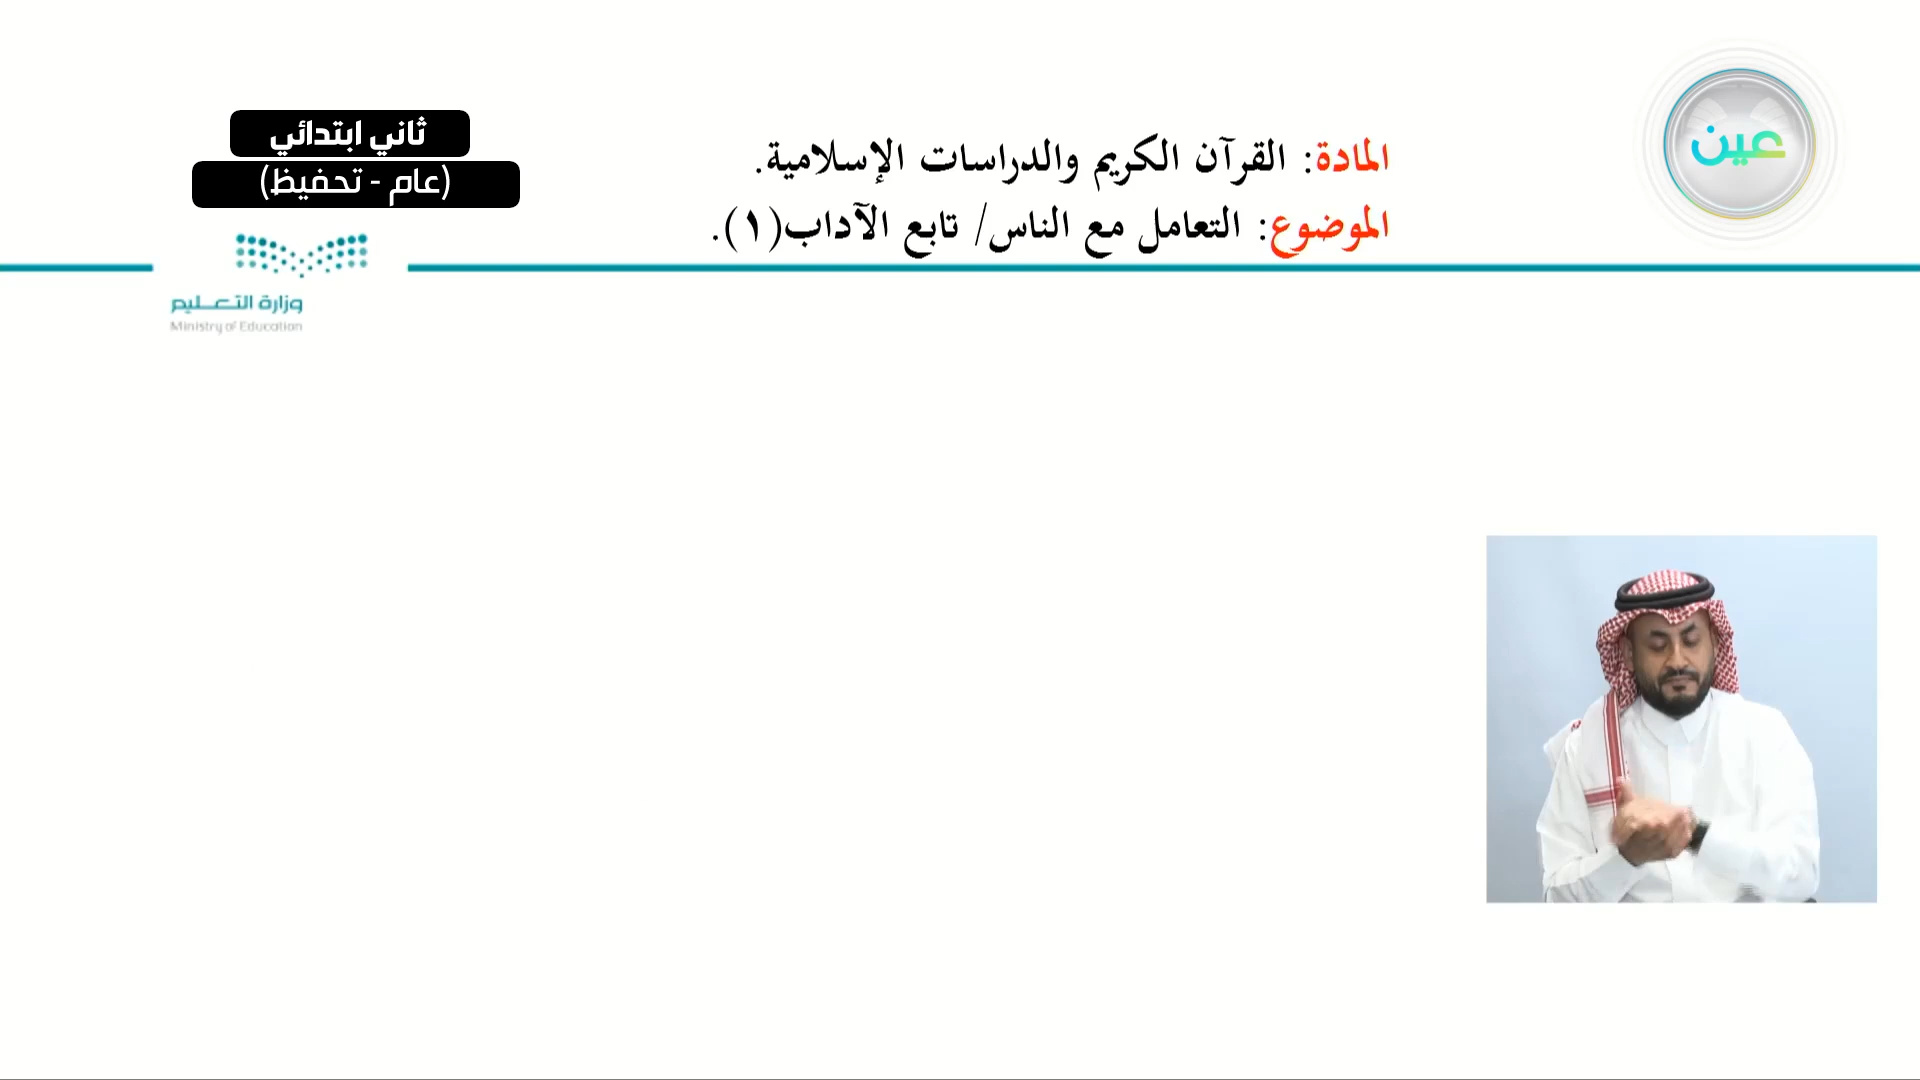 عين
المادة: القرآن الكريم والدراسات الإسلامية.
الموضوع: التعامل مع الناس/ تابع الآداب(١).
ثاني ابتدائي
(عام - تحفيظ)
وزارة التعليم
Ministry of Education